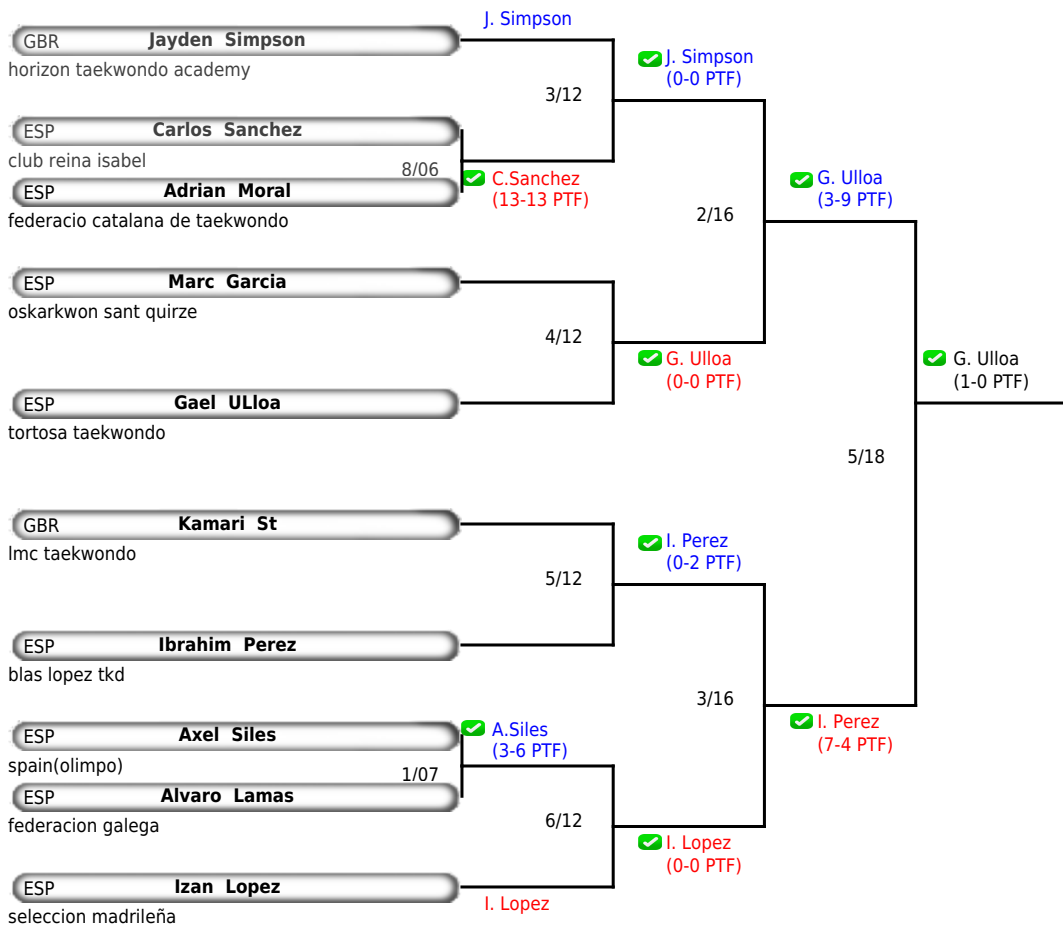 J. Simpson
GBR Jayden Simpson
horizon taekwondo academy
J. Simpson
(0-0 PTF)
3/12
ESP Carlos Sanchez
club reina isabel
8/06
C.Sanchez
(13-13 PTF)
ESP Adrian Moral
federacio catalana de taekwondo
G. Ulloa
(3-9 PTF)
2/16
ESP Marc Garcia
oskarkwon sant quirze
4/12
G. Ulloa
(0-0 PTF)
G. Ulloa
(1-0 PTF)
ESP Gael ULloa
tortosa taekwondo
5/18
GBR Kamari St
lmc taekwondo
I. Perez
(0-2 PTF)
5/12
ESP Ibrahim Perez
blas lopez tkd
3/16
I. Perez
(7-4 PTF)
ESP Axel Siles
A.Siles
(3-6 PTF)
spain(olimpo)
1/07
ESP Alvaro Lamas
federacion galega
6/12
I. Lopez
(0-0 PTF)
ESP Izan Lopez
I. Lopez
seleccion madrileña